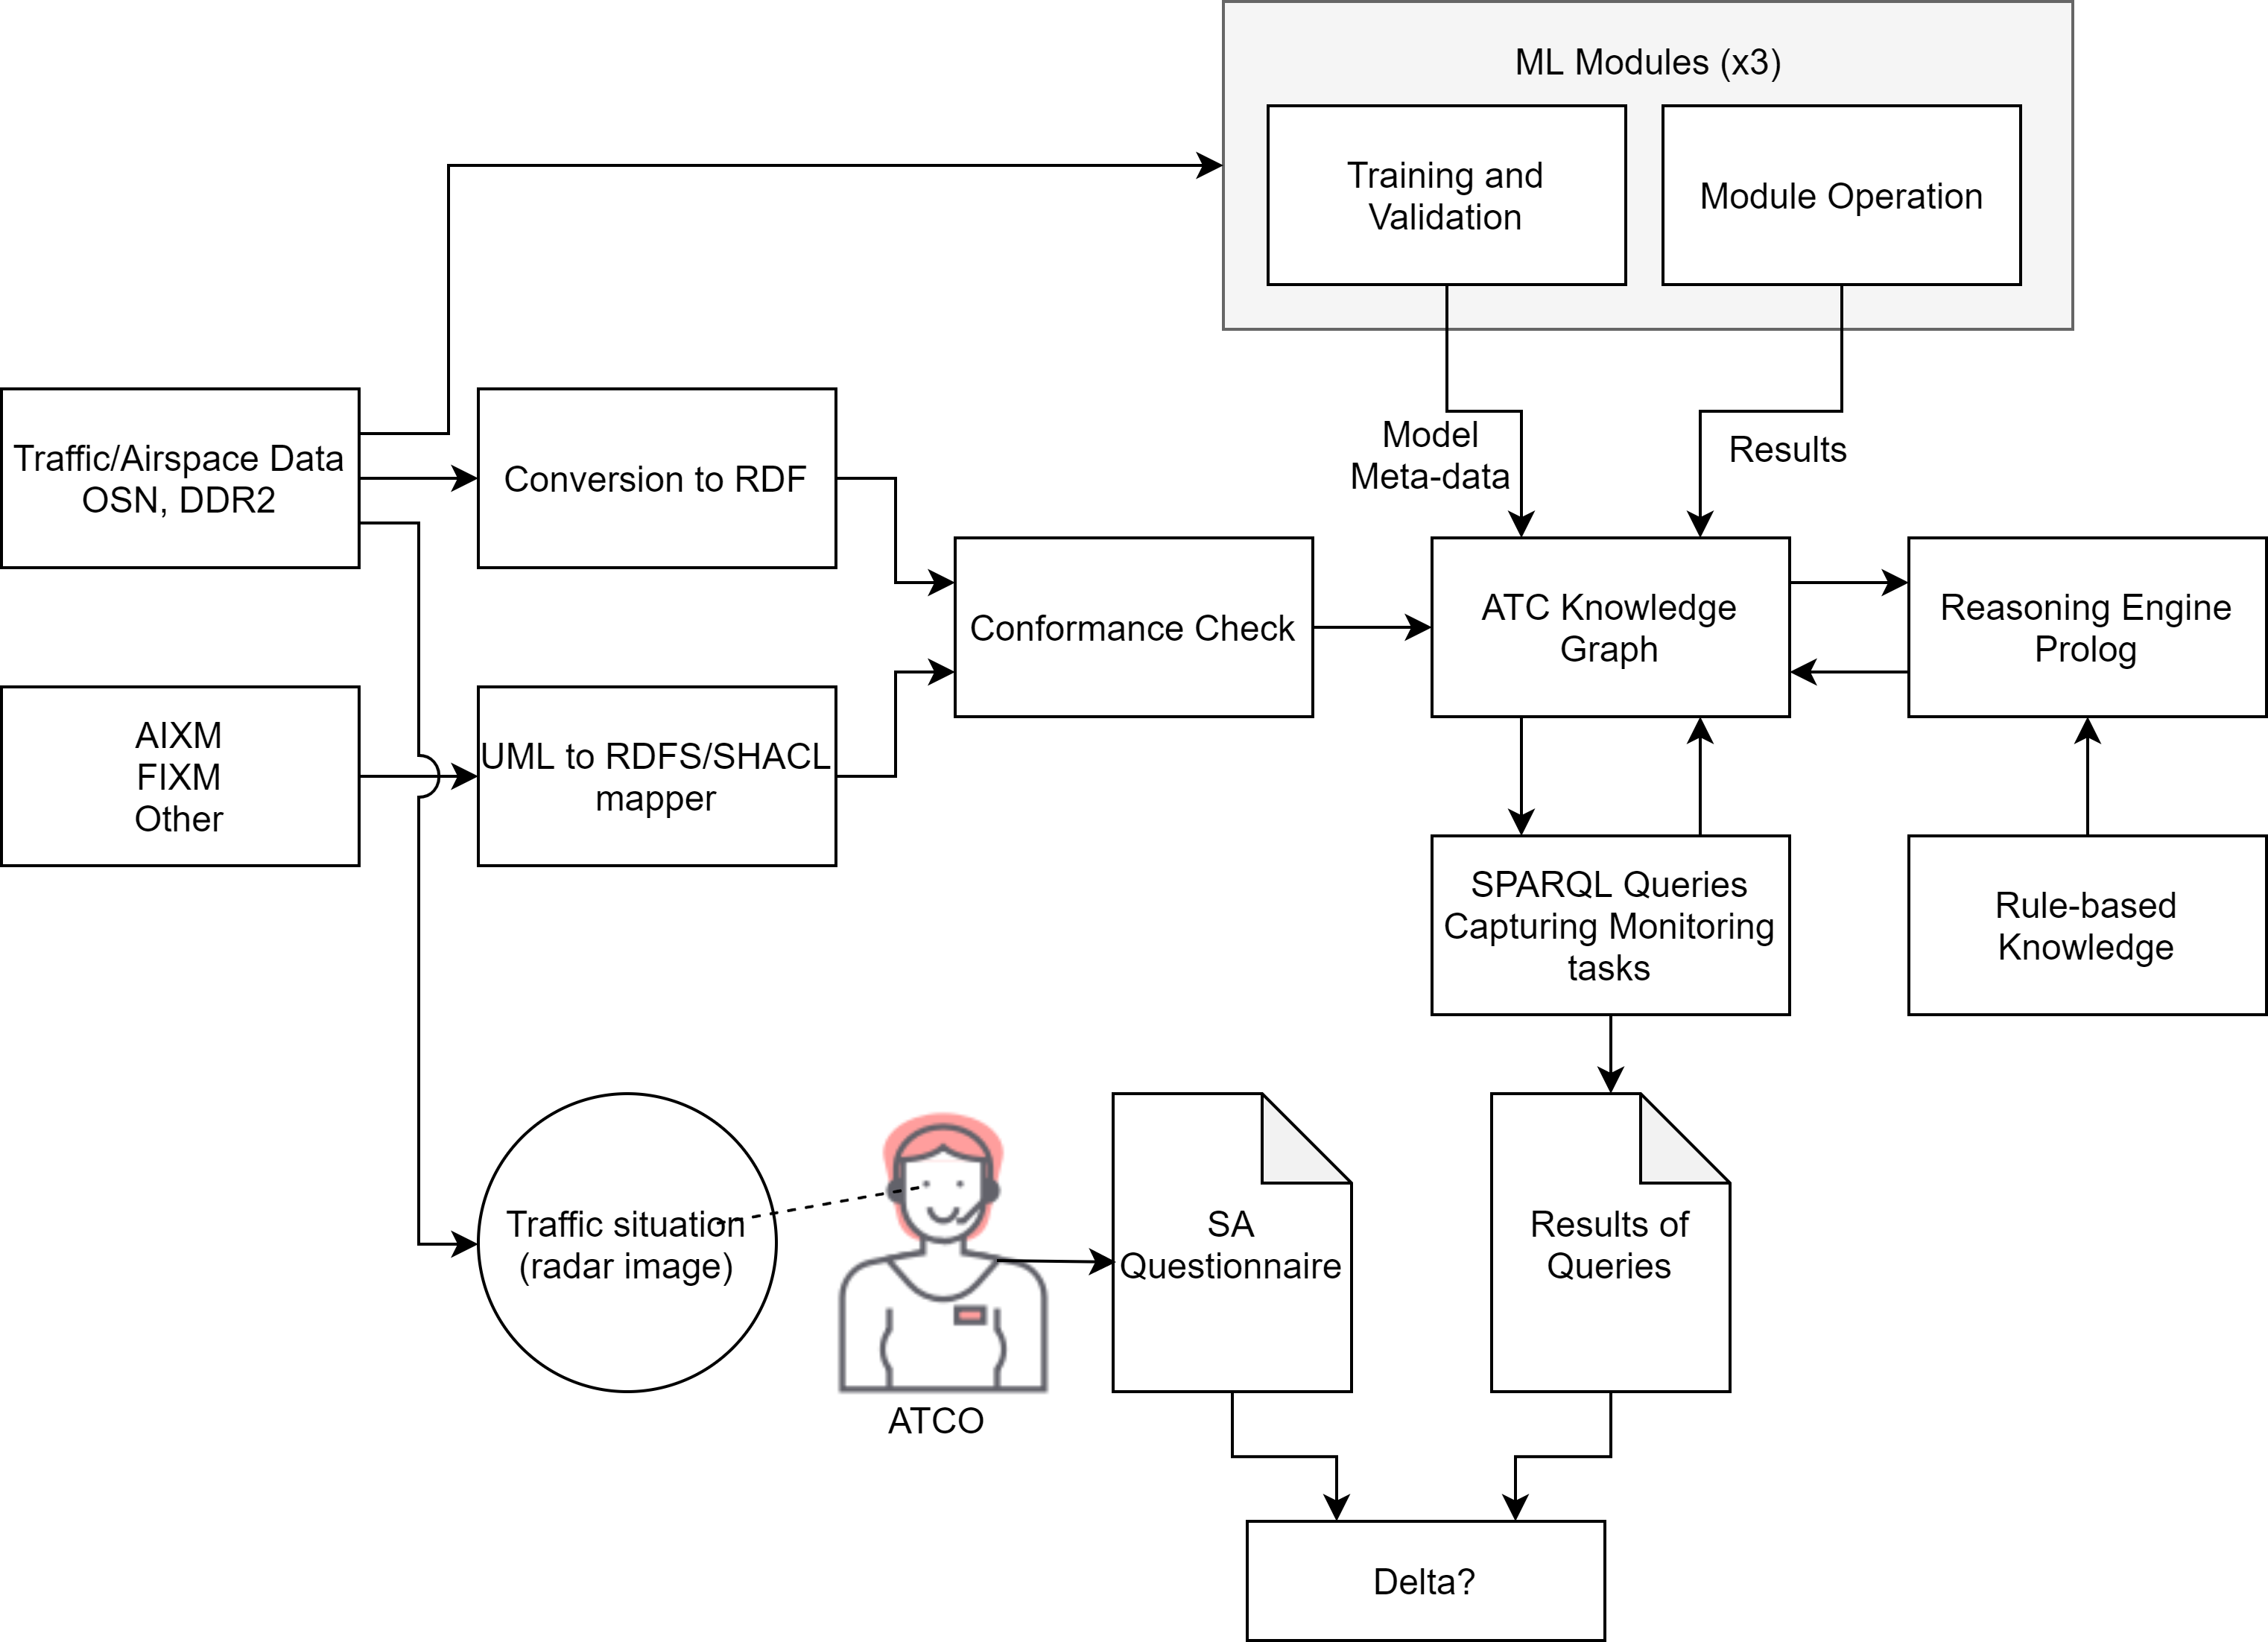 ML Modules (x3)
Training and
Validation
Module Operation
Traffic/Airspace Data
OSN, DDR2
Conversion to RDF
Model
Meta-data
Results
Conformance Check
ATC Knowledge
Graph
Reasoning Engine
Prolog
AIXM
FIXM
Other
UML to RDFS/SHACL
mapper
SPARQL Queries
Capturing Monitoring
tasks
Rule-based
Knowledge
Traffic situation
(radar image)
ATCO
SA
Questionnaire
Results of
Queries
Delta?